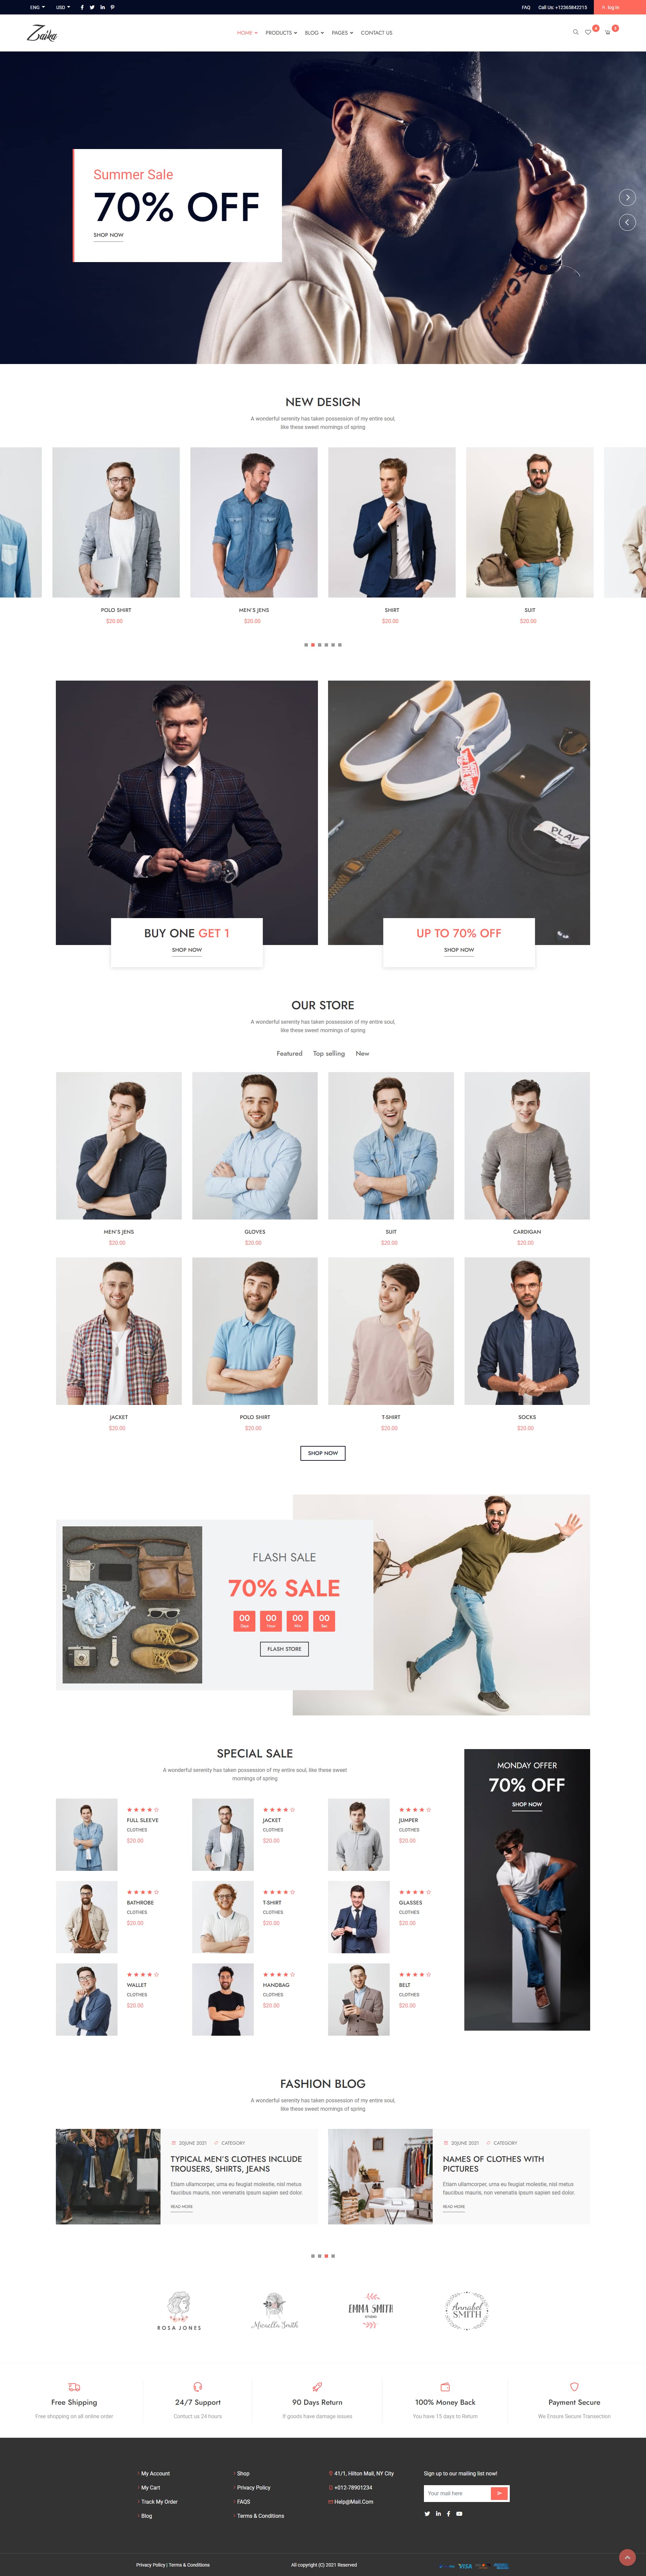 ENG USD FAQ Call Us: +12365842215 log in
Zaika HOME PRODUCTS BLOG PAGES CONTACT US 0 0
Summer Sale
70% OFF
SHOP NOW
NEW DESIGN
A wonderful serenity has taken possession of my entire soul,
like these sweet mornings of spring
POLO SHIRT MEN'S JENS SHIRT SUIT
$20.00 $20.00 $20.00 $20.00
PLAY
BUY ONE GET 1 UP TO 70% OFF
SHOP NOW SHOP NOW
OUR STORE
A wonderful serenity has taken possession of my entire soul,
like these sweet mornings of spring
Featured Top selling New
MEN'S JENS GLOVES SUIT CARDIGAN
$20.00 $20.00 $20.00 $20.00
JACKET POLO SHIRT T-SHIRT SOCKS
$20.00 $20.00 $20.00 $20.00
SHOP NOW
FLASH SALE
70% SALE
00 00 00 00
Days Hour Min Sec
FLASH STORE
SPECIAL SALE
A wonderful serenity has taken possession of my entire soul, like these sweet
mornings of spring
FULL SLEEVE JACKET JUMPER
CLOTHES CLOTHES CLOTHES
$20.00 $20.00 $20.00
BATHROBE T-SHIRT GLASSES
CLOTHES CLOTHES CLOTHES
$20.00 $20.00 $20.00
WALLET HANDBAG BELT
CLOTHES CLOTHES CLOTHES
$20.00 $20.00 $20.00
MONDAY OFFER
70% OFF
SHOP NOW
FASHION BLOG
A wonderful serenity has taken possession of my entire soul,
like these sweet mornings of spring
20JUNE 2021 CATEGORY
TYPICAL MEN'S CLOTHES INCLUDE
TROUSERS, SHIRTS, JEANS
Etiam ullamcorper, urna eu feugiat molestie, nisl metus
faucibus mauris, non venenatis ipsum sapien sed dolor.
READ MORE
20JUNE 2021 CATEGORY
NAMES OF CLOTHES WITH
PICTURES
Etiam ullamcorper, urna eu feugiat molestie, nisl metus
faucibus mauris, non venenatis ipsum sapien sed dolor.
READ MORE
ROSA JONES
Micaella Smith
EMMA SMITH
Annabel
SMITH
Free Shipping 24/7 Support 90 Days Return 100% Money Back Payment Secure
Free shopping on all online order Contuct us 24 hours If goods have damage issues You have 15 days to Return We Ensure Secure Transaction
My Account Shop 41/1, Hilton Mall, NY City Sign up to our mailing list now!
My Cart Privacy Policy +012-78901234 Your mail here
Track My Order FAQS Help@Mail.Com
Blog Terms & Conditions
Privacy Policy | Terms & Conditions All copyright (C) 2021 Reserved VISA